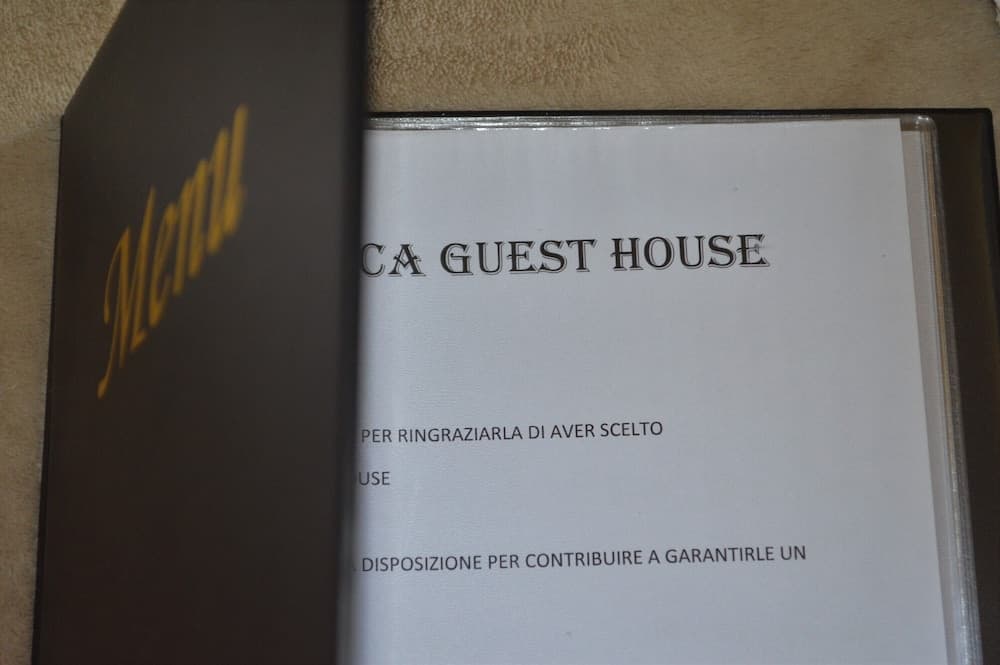 Menu
CA GUEST HOUSE
PER RINGRAZIARLA DI AVER SCELTO
USE
DISPOSIZIONE PER CONTRIBUIRE A GARANTIRLE UN